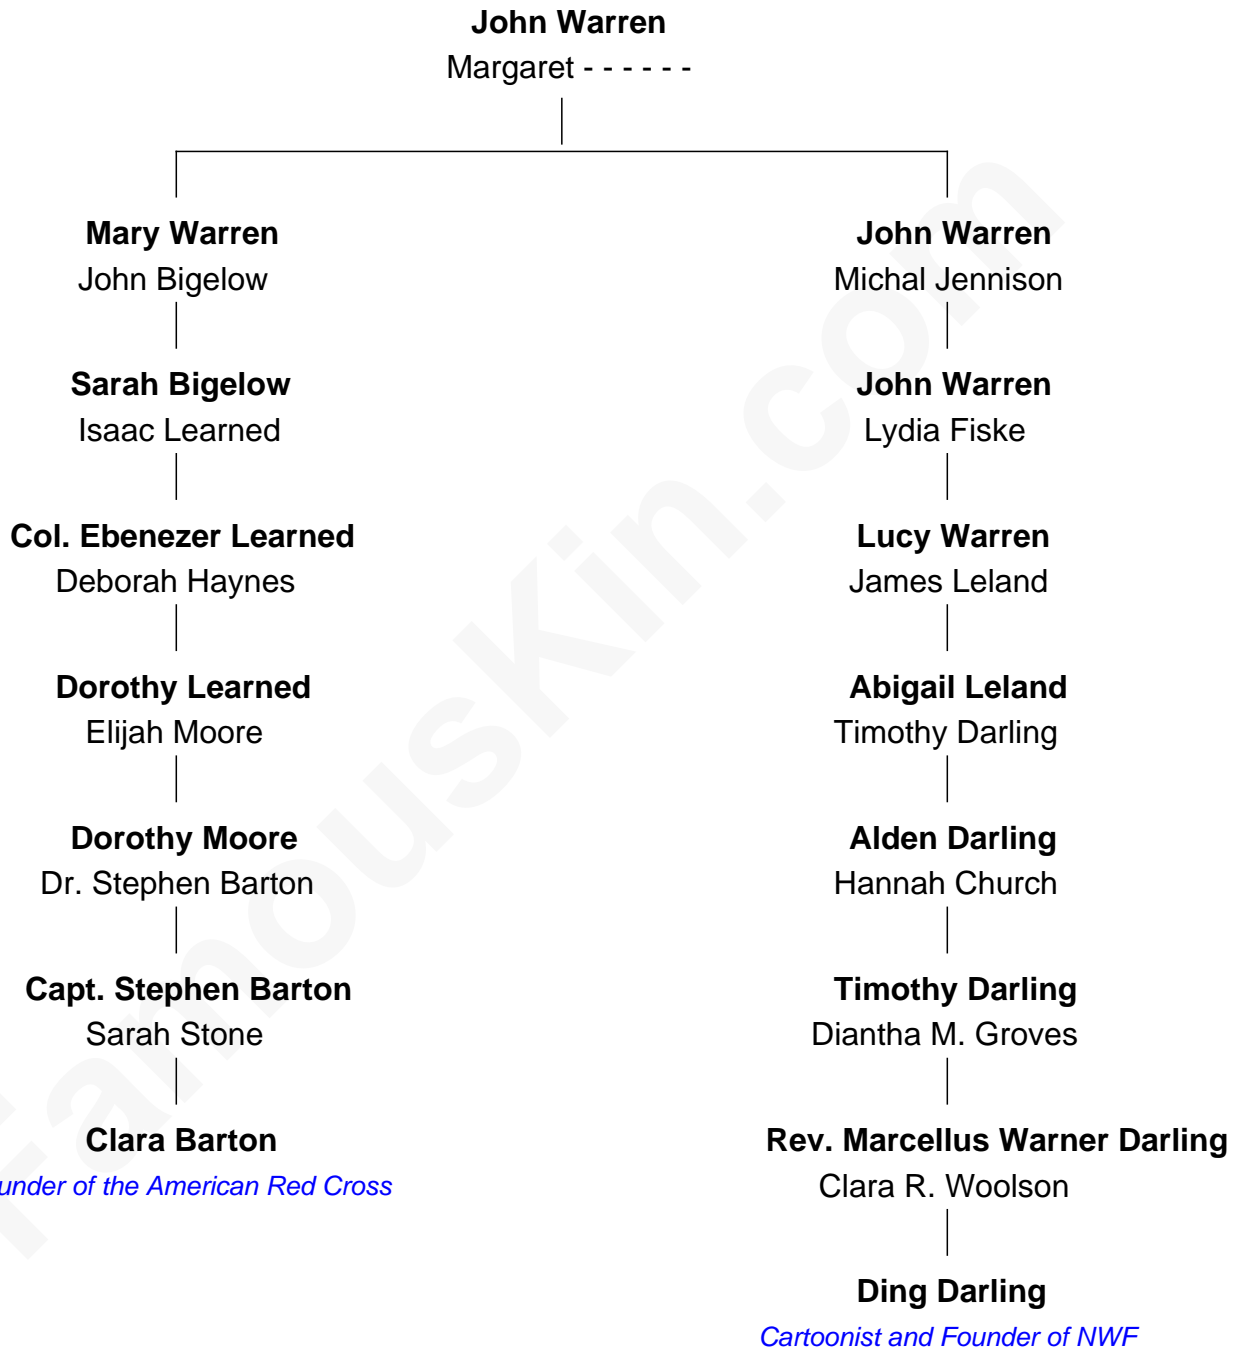 John Warren
Margaret - - - - - -
Mary Warren
John Bigelow
John Warren
Michal Jennison
Sarah Bigelow
Isaac Learned
John Warren
Lydia Fiske
Col. Ebenezer Learned
Deborah Haynes
Lucy Warren
James Leland
Dorothy Learned
Elijah Moore
Abigail Leland
Timothy Darling
Dorothy Moore
Dr. Stephen Barton
Alden Darling
Hannah Church
Capt. Stephen Barton
Sarah Stone
Timothy Darling
Diantha M. Groves
Clara Barton
under of the American Red Cross
Rev. Marcellus Warner Darling
Clara R. Woolson
Ding Darling
Cartoonist and Founder of NWF
FamousKin.com